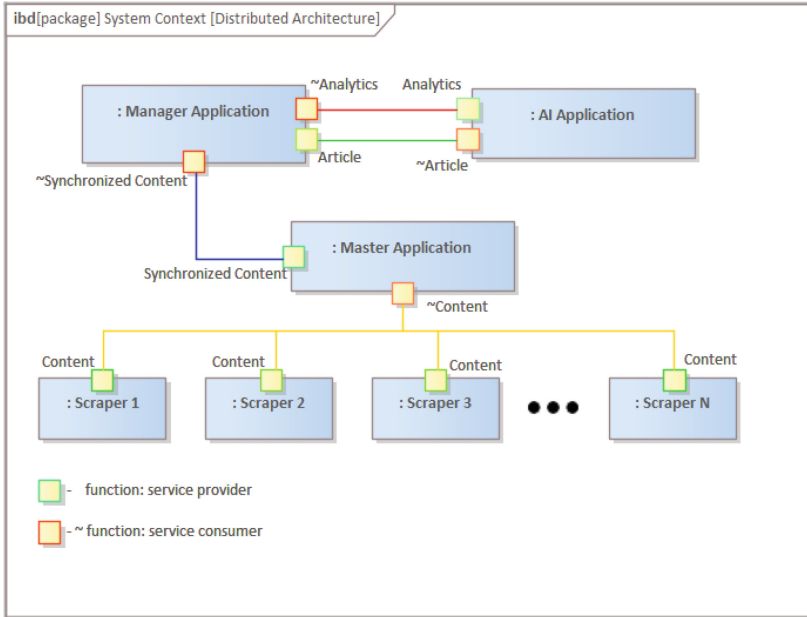 ibd[package] System Context [Distributed Architecture]
~Analytics
Analytics
: Manager Application
: AI Application
Article
~Article
~Synchronized Content
: Master Application
Synchronized Content
~Content
Content
Content
Content
Content
: Scraper 1
: Scraper 2
: Scraper 3
: Scraper N
- function: service provider
- ~ function: service consumer